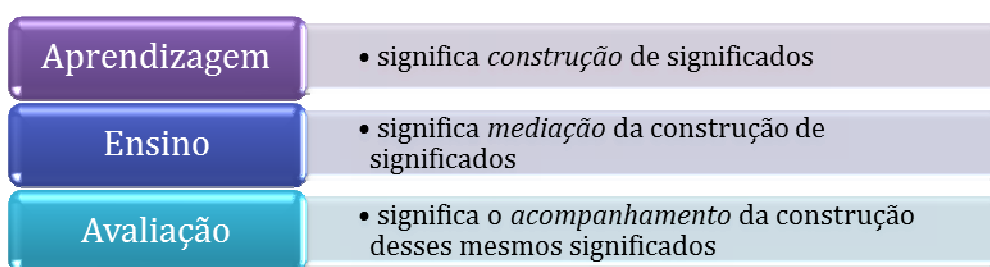 Aprendizagem
• significa construção de significados
Ensino
• significa mediação da construção de
significados
Avaliação
• significa o acompanhamento da construção
desses mesmos significados